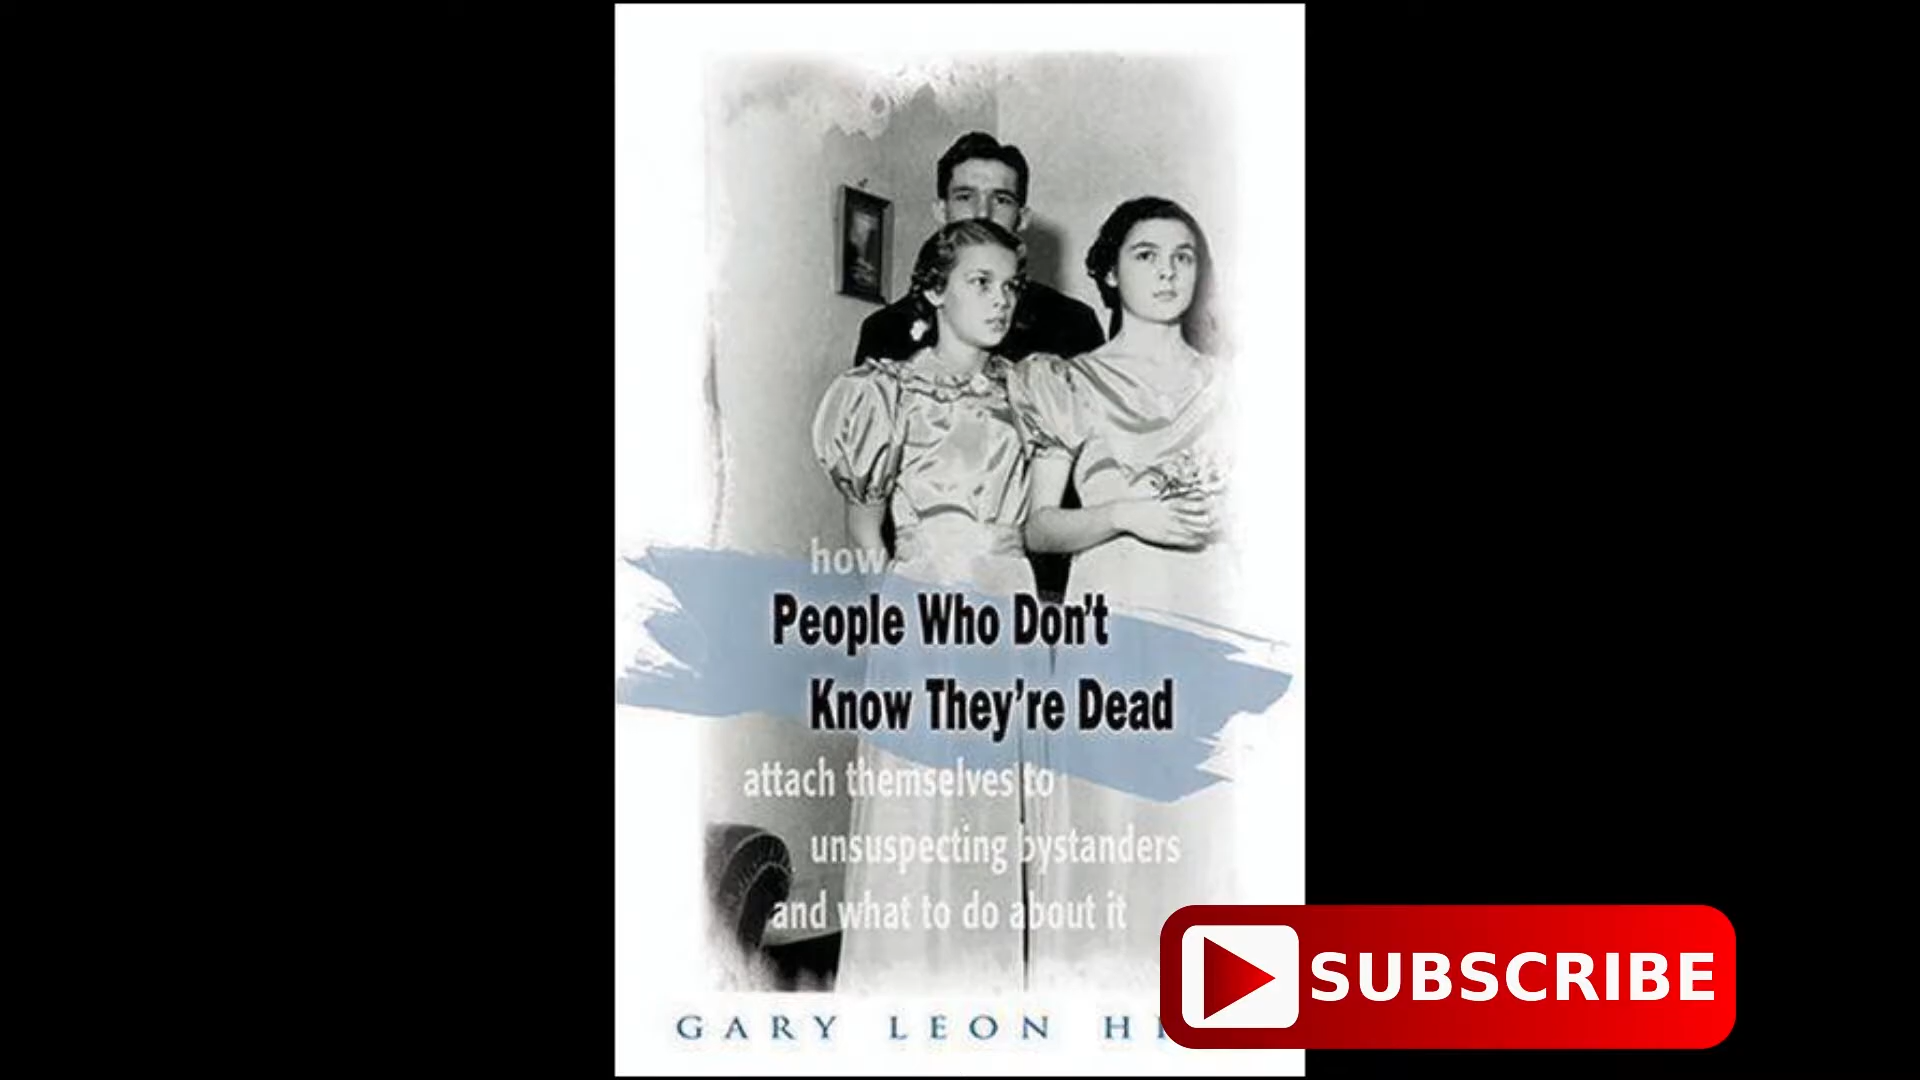 how
People Who Don't
Know They're Dead
attach themselves to
unsuspecting bystanders
and what to do about it
GARY LEON
SUBSCRIBE